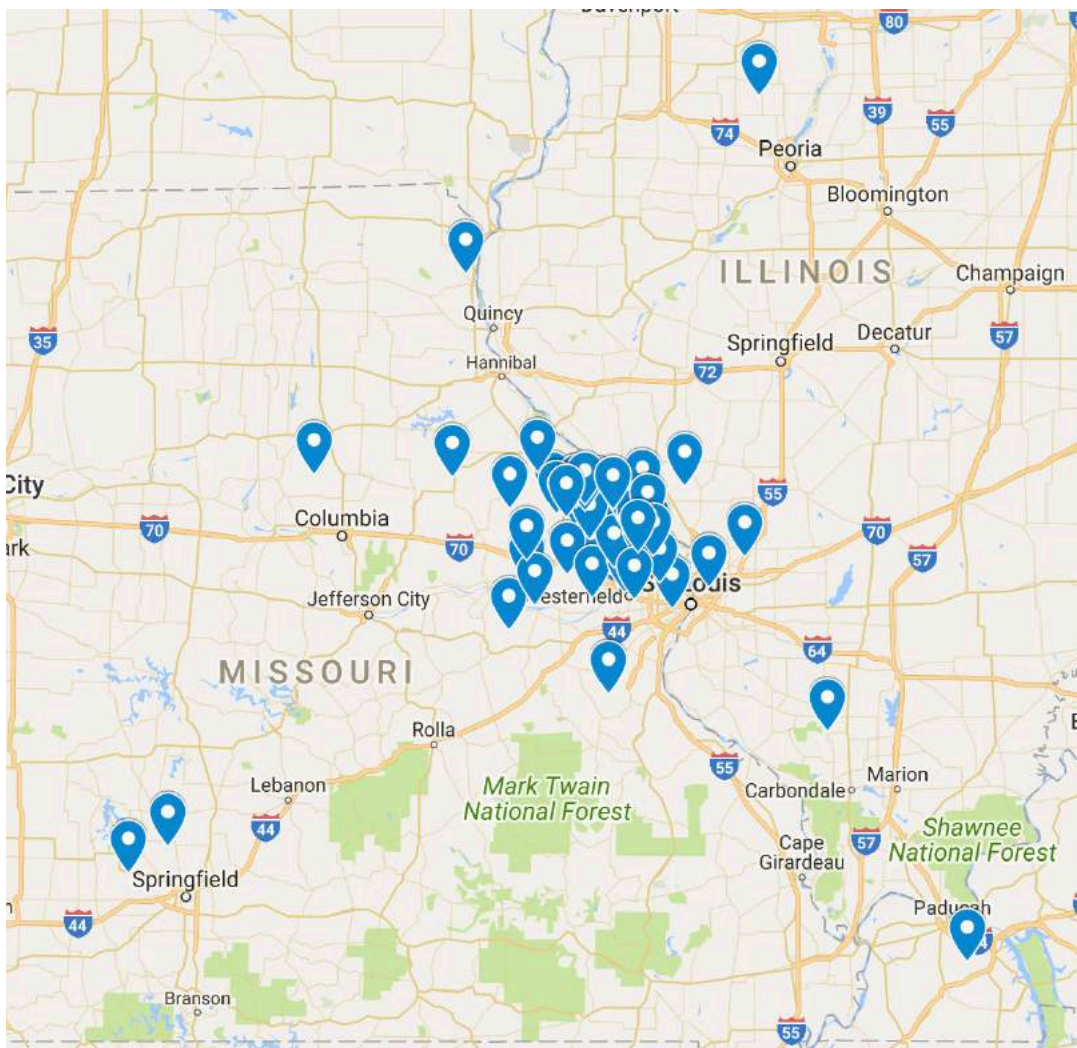 80
39
55
74
Peoria
Bloomington
ILLINOIS
Champaign
Quincy
35
57
Springfield
Decatur
Hannibal
72
City
55
Columbia
70
70
70
57
St Louis
Jefferson City
44
64
MISSOURI
Rolla
55
Mark Twain
National Forest
Lebanon
Marion
Carbondale
44
57
Shawnee
National Forest
Cape
Girardeau
Springfield
44
Paducah
Branson
55